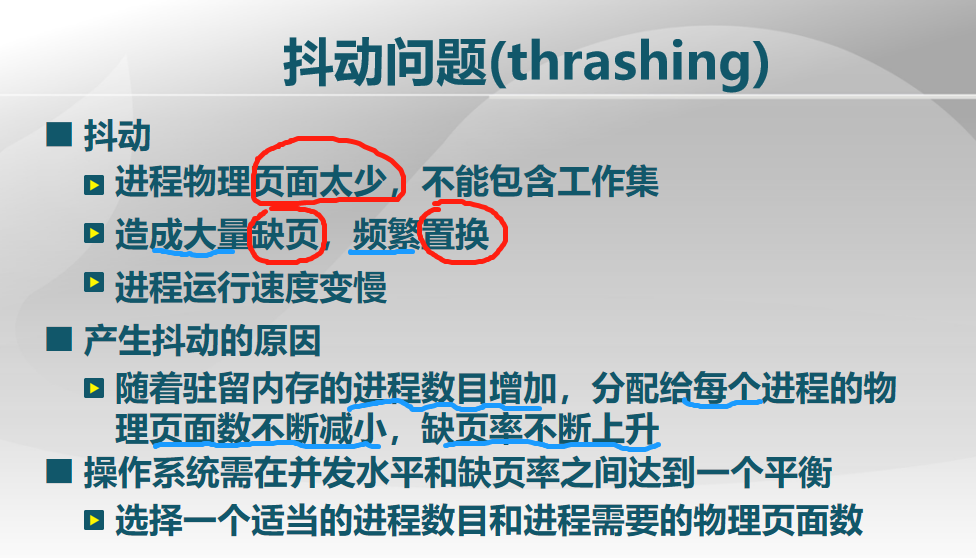 抖动问题(thrashing)
抖动
进程物理页面太少，不能包含工作集
造成大量缺页，频繁置换
进程运行速度变慢
产生抖动的原因
随着驻留内存的进程数目增加，分配给每个进程的物
理页面数不断减小，缺页率不断上升
操作系统需在并发水平和缺页率之间达到一个平衡
选择一个适当的进程数目和进程需要的物理页面数